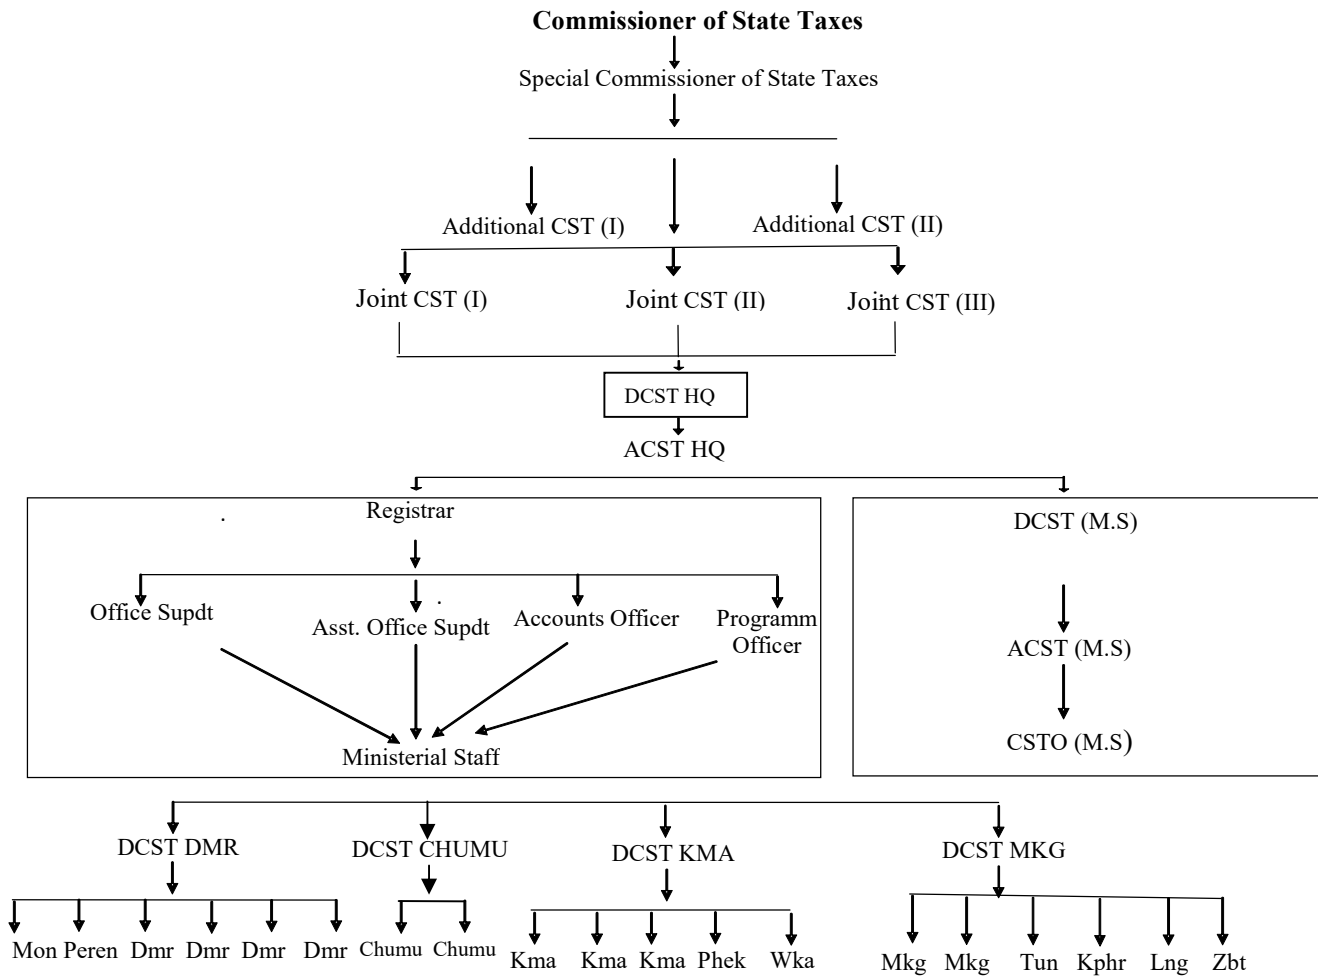 Commissioner of State Taxes
Special Commissioner of State Taxes
Additional CST (I)
Additional CST (II)
Joint CST (I)
Joint CST (II)
Joint CST (III)
DCST HQ
ACST HQ
Registrar
DCST (M.S)
Office Supdt
Asst. Office Supdt
Accounts Officer
Programm
Officer
ACST (M.S)
CSTO (M.S)
Ministerial Staff
DCST DMR
DCST CHUMU
DCST KMA
DCST MKG
Mon Peren Dmr Dmr Dmr Dmr
Chumu Chumu
Kma Kma Kma Phek Wka
Mkg Mkg Tun Kphr Lng Zbt